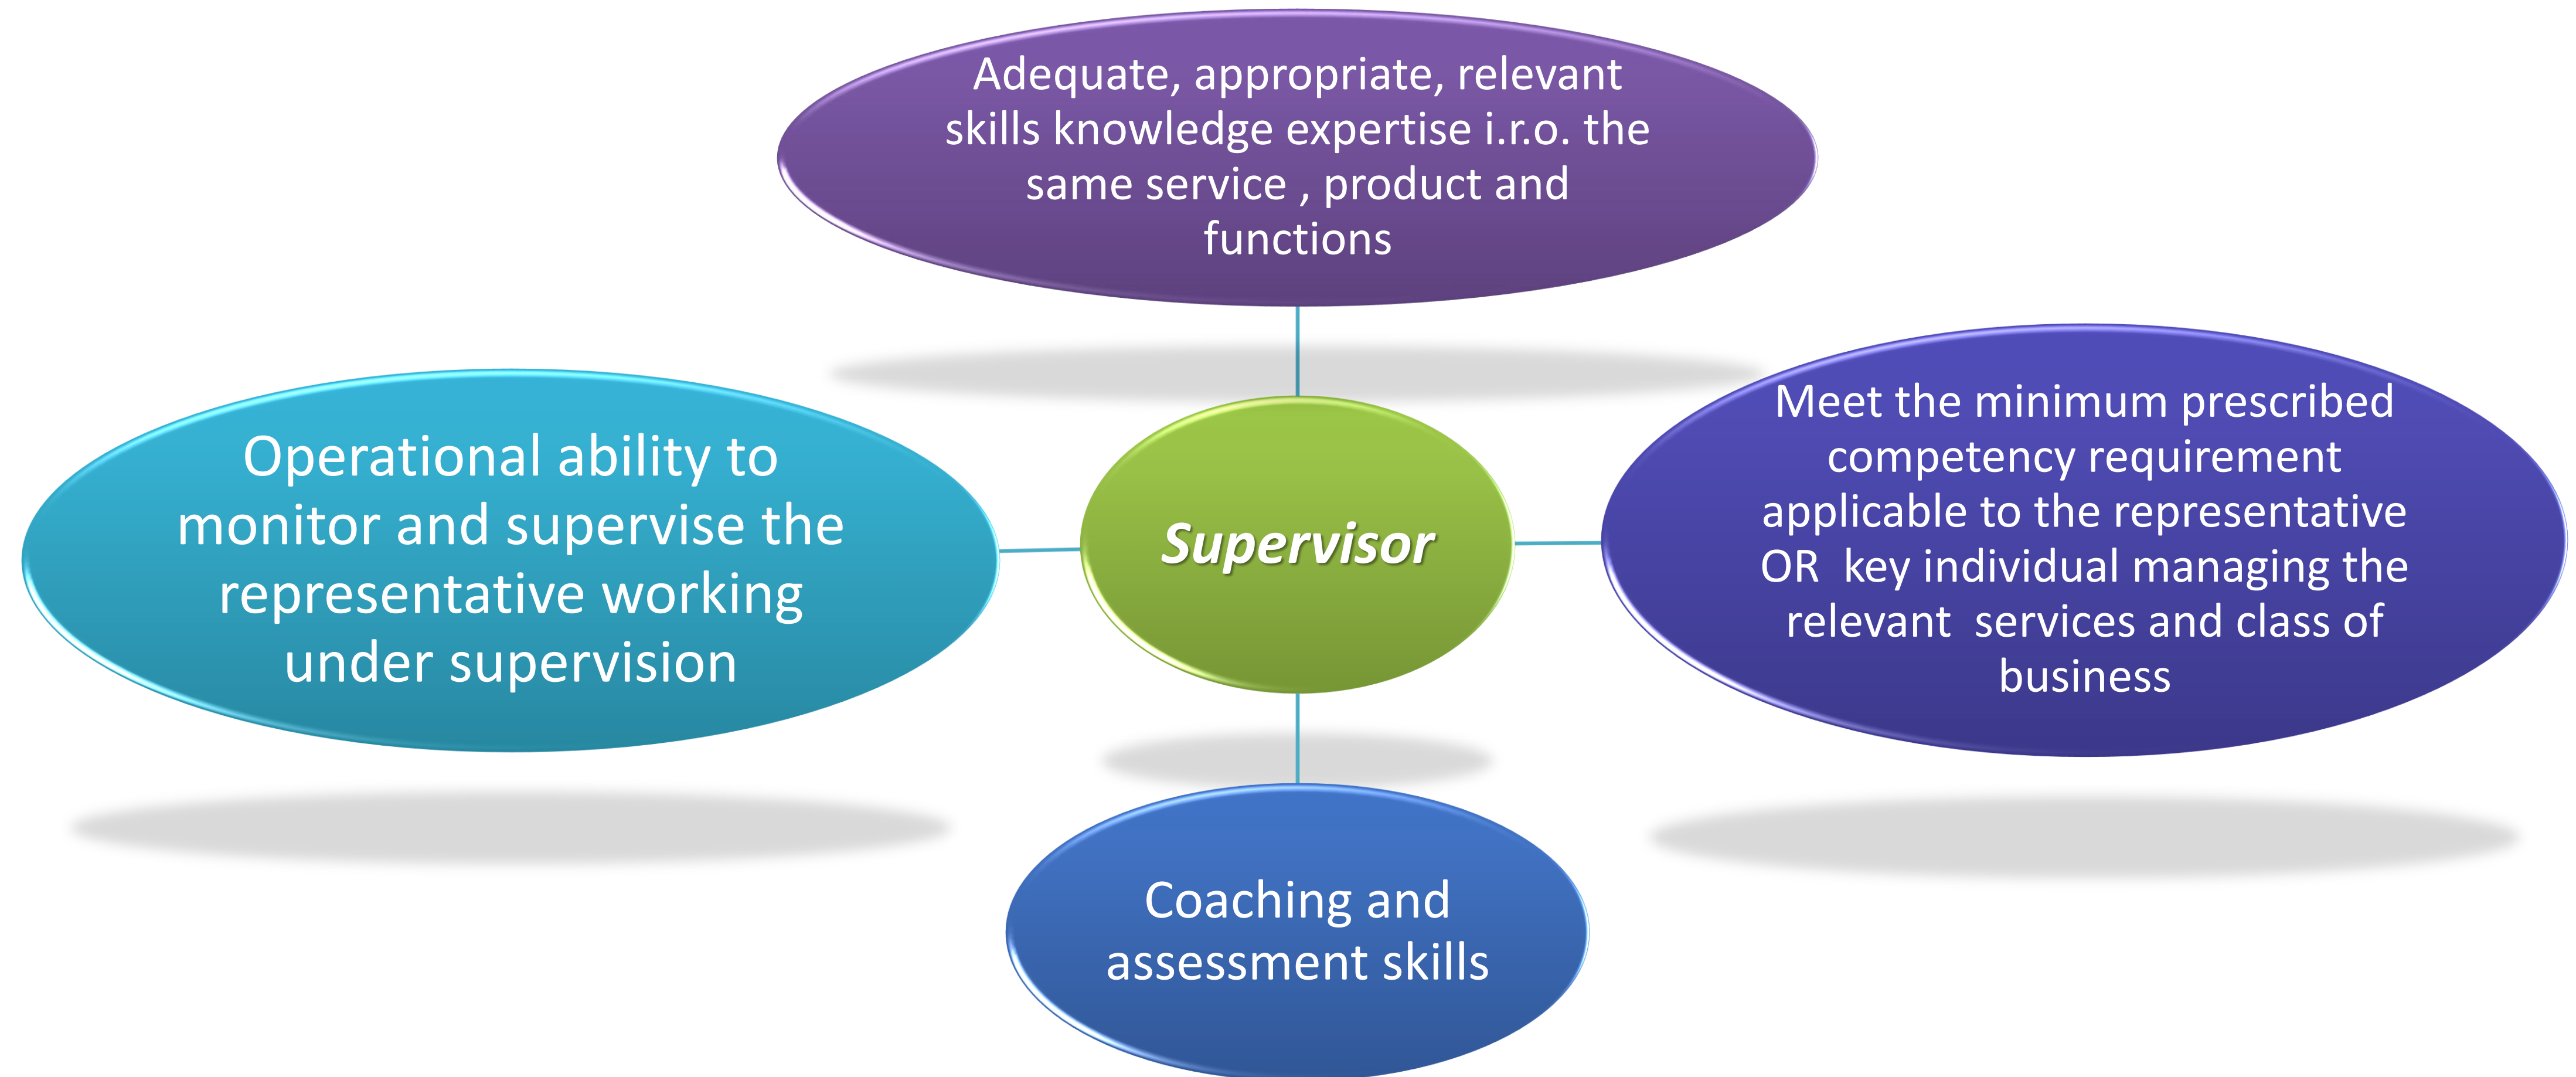 Adequate, appropriate, relevant
skills knowledge expertise i.r.o. the
same service , product and
functions
Operational ability to
monitor and supervise the
representative working
under supervision
Supervisor
Meet the minimum prescribed
competency requirement
applicable to the representative
OR  key individual managing the
relevant  services and class of
business
Coaching and
assessment skills